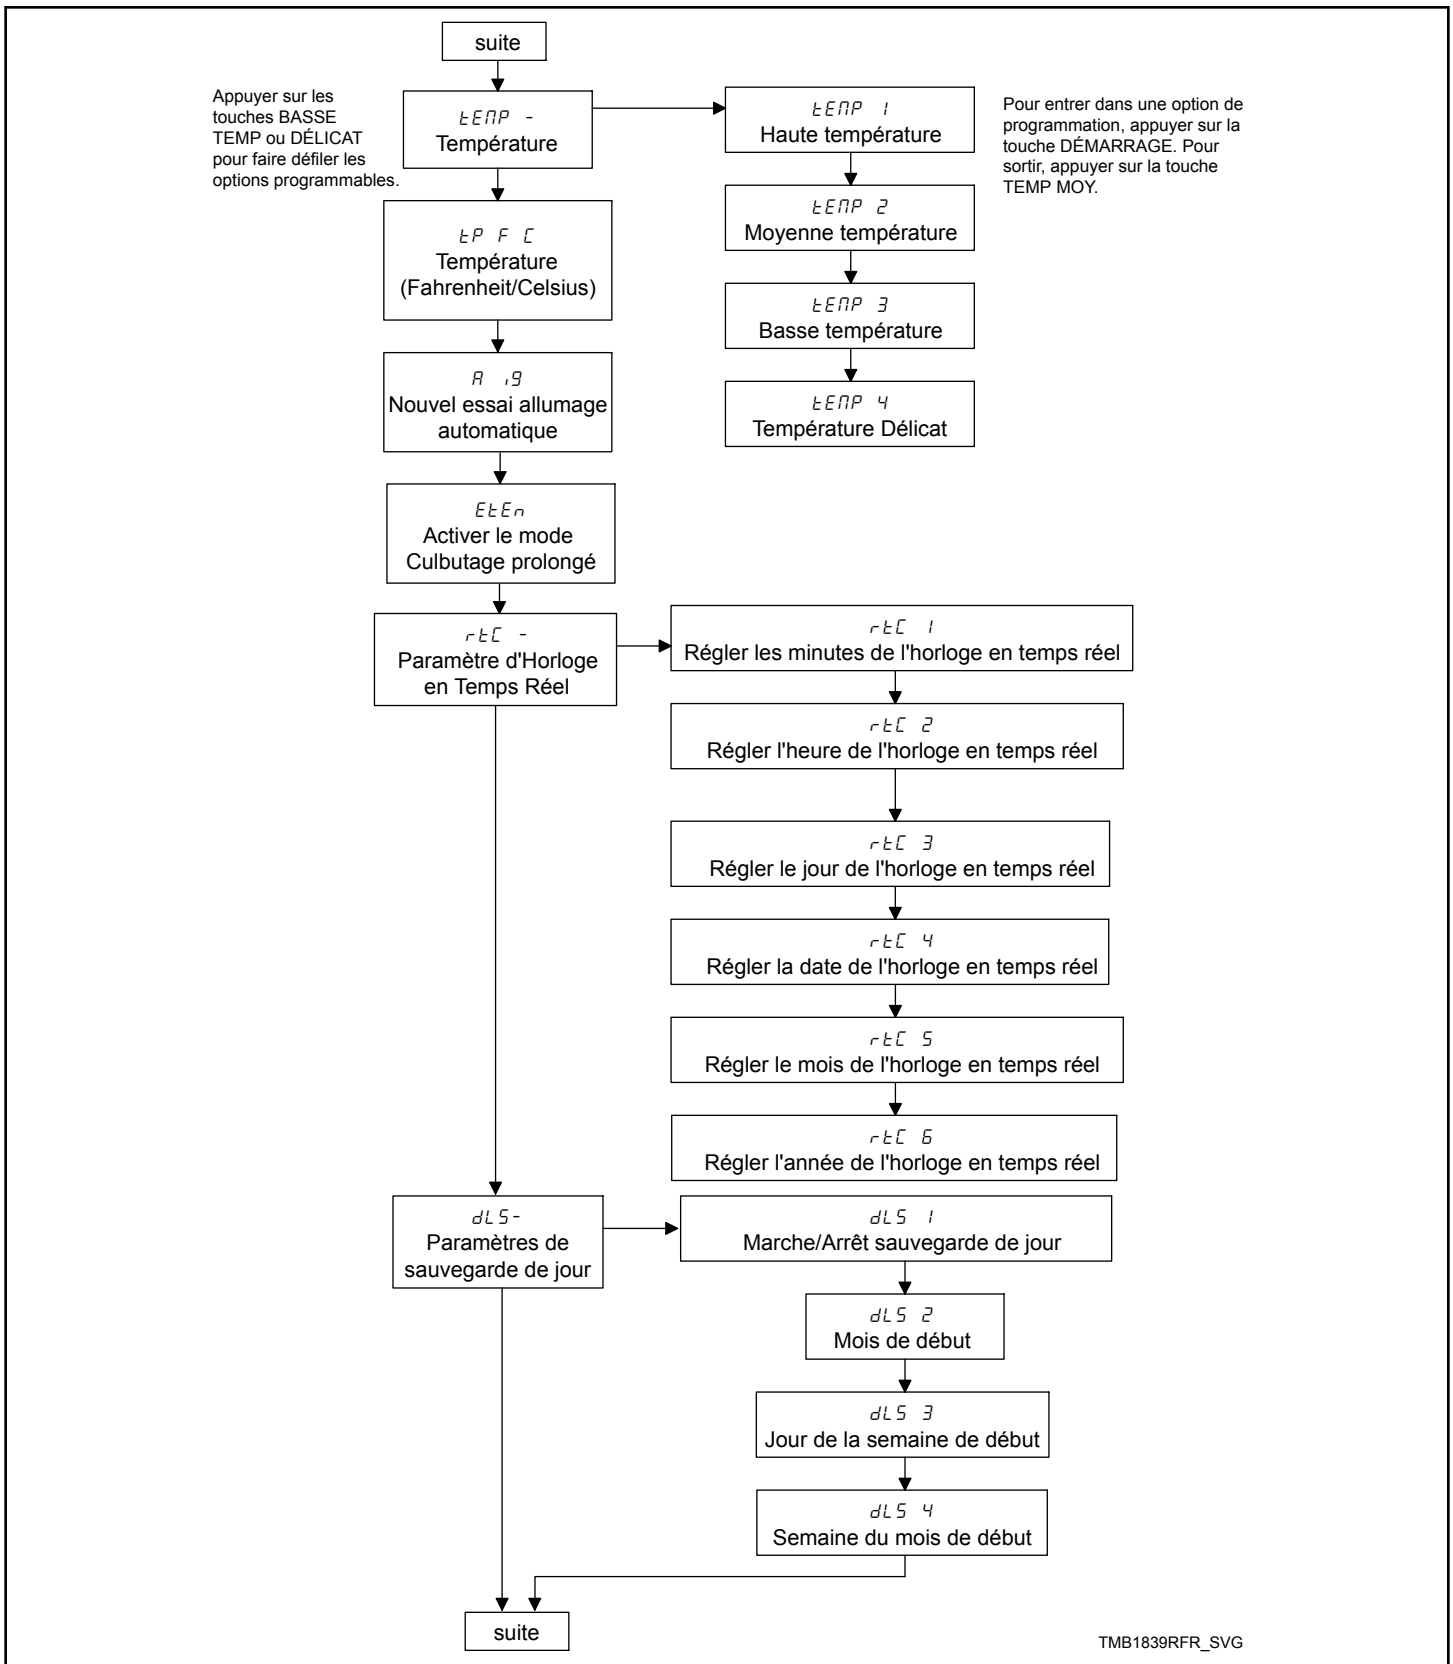 suite
Appuyer sur les
touches BASSE
TEMP ou DÉLICAT
pour faire défiler les
options programmables.
tEMP -
Température
tEMP 1
Haute température
Pour entrer dans une option de
programmation, appuyer sur la
touche DÉMARRAGE. Pour
sortir, appuyer sur la touche
TEMP MOY.
tEMP 2
Moyenne température
tP F C
Température
(Fahrenheit/Celsius)
tEMP 3
Basse température
A ig
Nouvel essai allumage
automatique
tEMP 4
Température Délicat
EtEn
Activer le mode
Culbutage prolongé
rtC -
Paramètre d'Horloge
en Temps Réel
rtC 1
Régler les minutes de l'horloge en temps réel
rtC 2
Régler l'heure de l'horloge en temps réel
rtC 3
Régler le jour de l'horloge en temps réel
rtC 4
Régler la date de l'horloge en temps réel
rtC 5
Régler le mois de l'horloge en temps réel
rtC 6
Régler l'année de l'horloge en temps réel
dLS-
Paramètres de
sauvegarde de jour
dLS 1
Marche/Arrêt sauvegarde de jour
dLS 2
Mois de début
dLS 3
Jour de la semaine de début
dLS 4
Semaine du mois de début
suite
TMB1839RFR_SVG